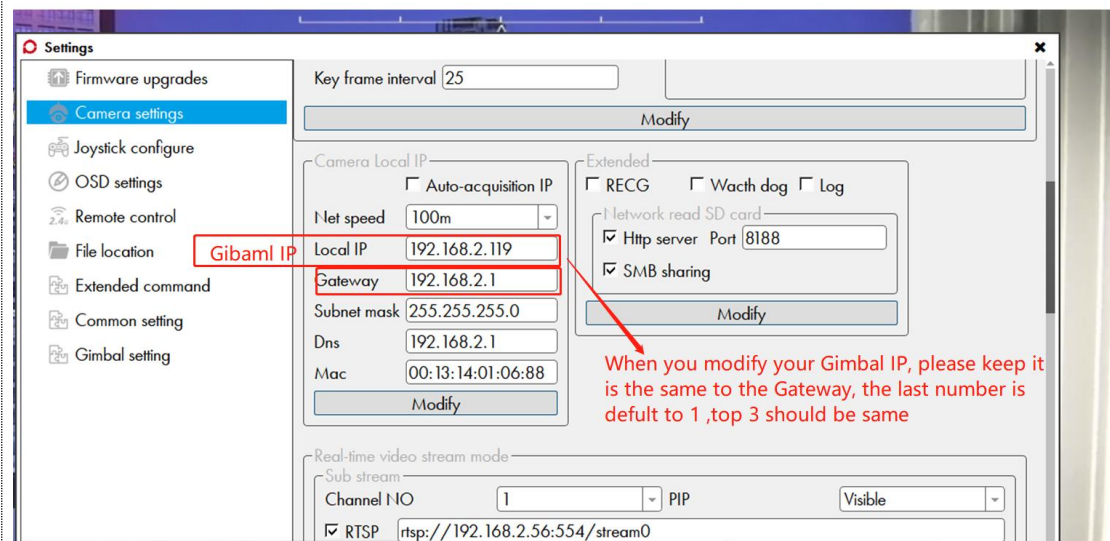 Settings
Firmware upgrades
Camera settings
Joystick configure
OSD settings
2.4G Remote control
File location
Extended command
Common setting
Gimbal setting
Key frame interval 25
Modify
Camera Local IP
Auto-acquisition IP
Net speed 100m
Gibaml IP
Local IP 192.168.2.119
Gateway 192.168.2.1
Subnet mask 255.255.255.0
Dns 192.168.2.1
Mac 00:13:14:01:06:88
Modify
Extended
RECG Wacth dog Log
Network read SD card
Http server Port 8188
SMB sharing
Modify
When you modify your Gimbal IP, please keep it
is the same to the Gateway, the last number is
defult to 1 ,top 3 should be same
Real-time video stream mode
Sub stream
Channel NO 1 PIP Visible
RTSP rtsp://192.168.2.56:554/stream0